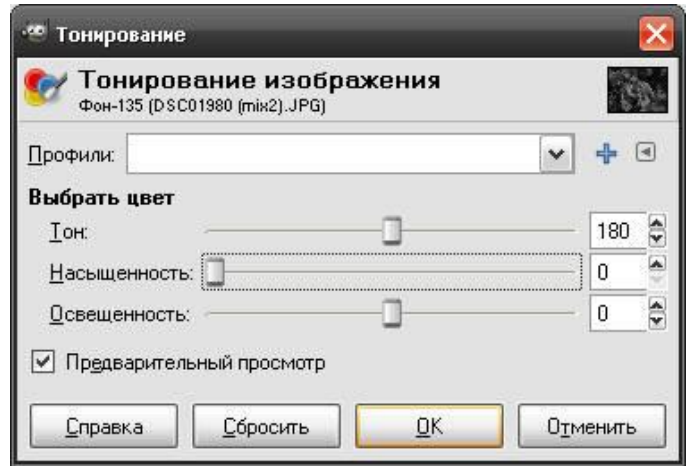 Тонирование
Тонирование изображения
Фон-135 (DSC01980 (mix2).JPG)
Профили:
Выбрать цвет
Тон: 180
Насыщенность: 0
Освещенность: 0
Предварительный просмотр
Справка Сбросить OK Отменить